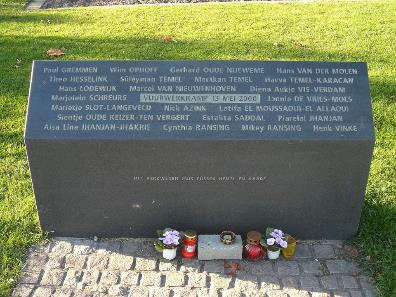 Paul GREMMEN Wim OPHOFF Gerhard OUDE NIJEWEME Hans VAN DER MOLEN
Theo HESSELINK Süleyman TEMEL Mertkan TEMEL Havva TEMEL-KARACAN
Hans LODEWIJK Marcel VAN NIEUWENHOVEN Diena Aukje VIS-VERDAM
Marjolein SCHREURS VUURWERKRAMP 13 MEI 2000 Jannie DE VRIES-MOLS
Marietje SLOT-LANGEVELD Nick AZINK Latifa EL MOUSSAOUI-EL ALLAOUI
Sientje OUDE KEIZER-TEN VERGERT Estalita SADDAL Piarelal JHANJAN
Aisa Line JHANJAN-JHAKRIE Cynthia RANSING Mikey RANSING Henk VINKE